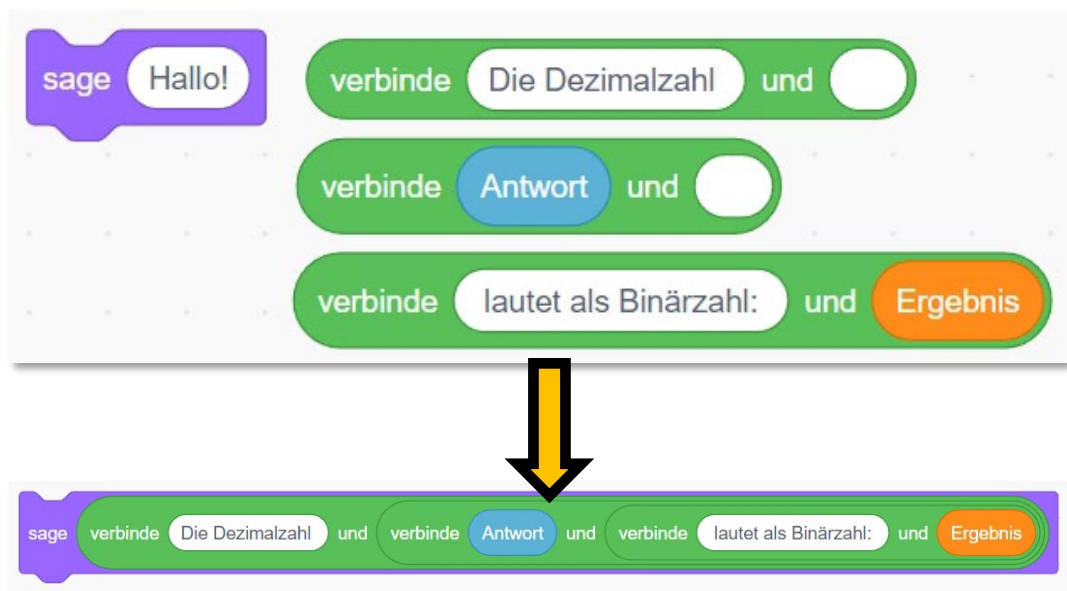 sage Hallo! verbinde Die Dezimalzahl und
verbinde Antwort und
verbinde lautet als Binärzahl: und Ergebnis
sage verbinde Die Dezimalzahl und verbinde Antwort und verbinde lautet als Binärzahl: und Ergebnis